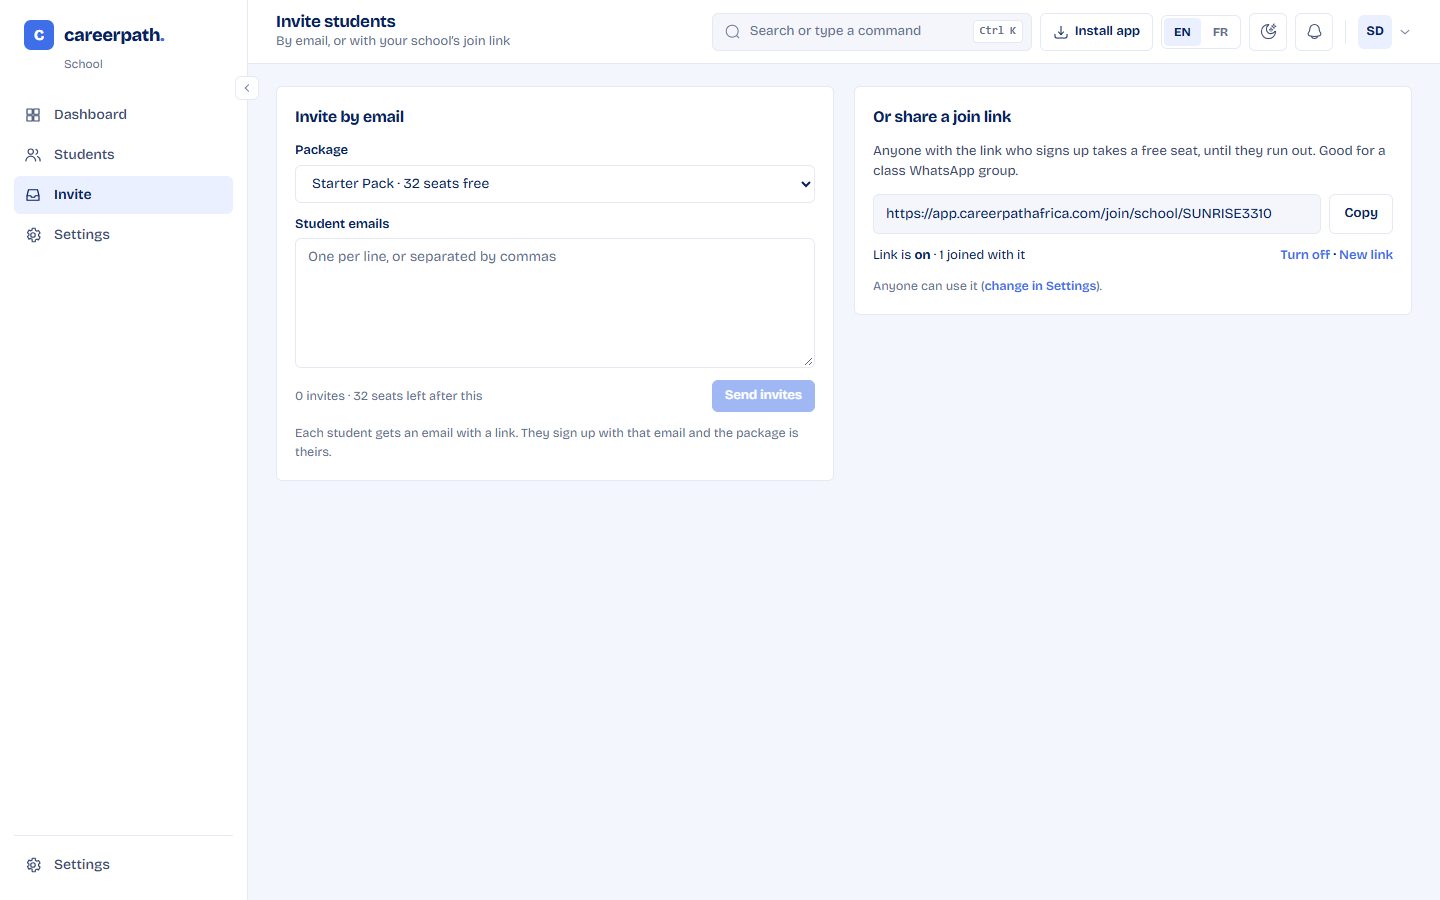 C careerpath.
School
Dashboard
Students
Invite
Settings
Settings
Invite students
By email, or with your school's join link
Search or type a command Ctrl K
Install app
EN FR
SD
Invite by email
Package
Starter Pack · 32 seats free
Student emails
One per line, or separated by commas
0 invites · 32 seats left after this
Send invites
Each student gets an email with a link. They sign up with that email and the package is
theirs.
Or share a join link
Anyone with the link who signs up takes a free seat, until they run out. Good for a
class WhatsApp group.
https://app.careerpathafrica.com/join/school/SUNRISE3310
Copy
Link is on · 1 joined with it
Turn off · New link
Anyone can use it (change in Settings).